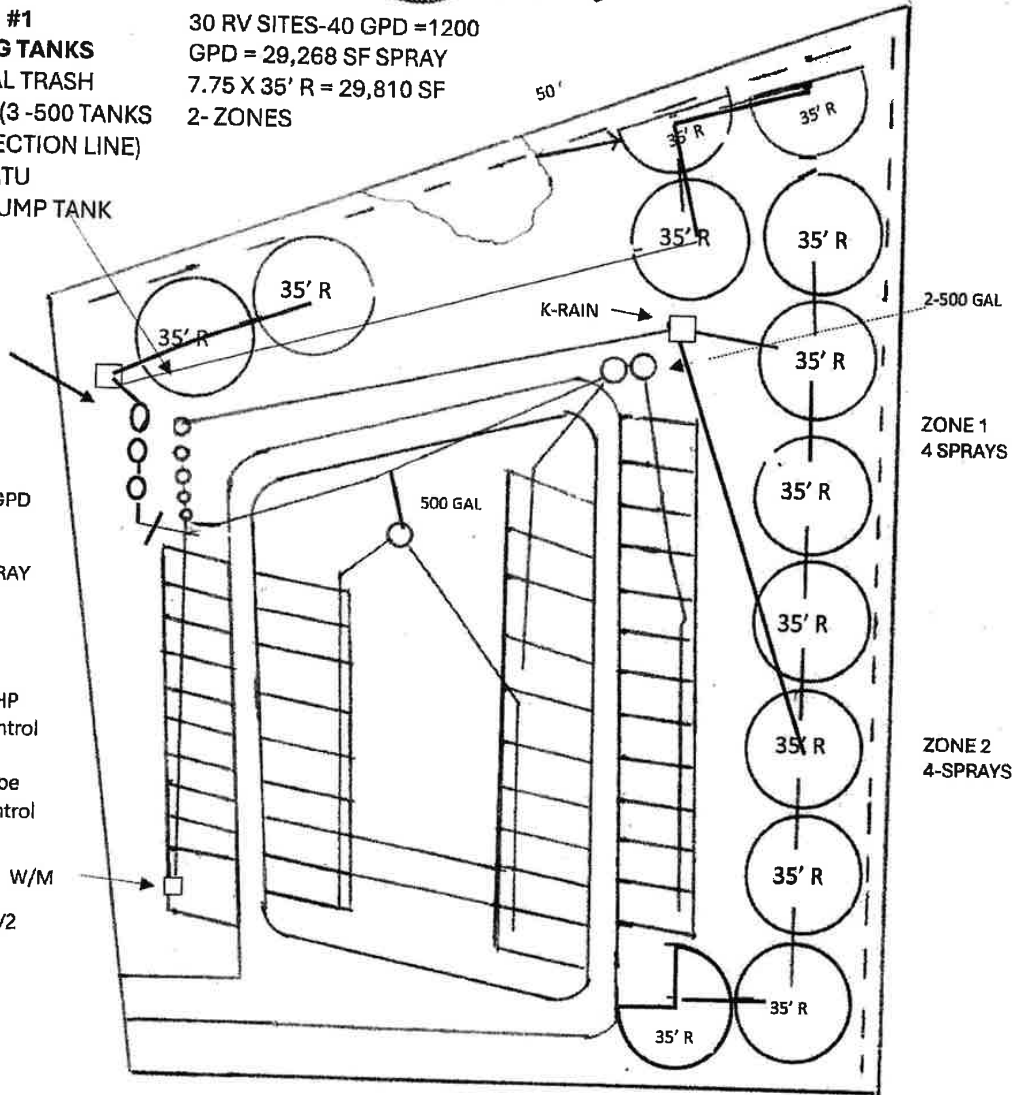 #1
G TANKS
AL TRASH
(3 -500 TANKS
ECTION LINE)
TU
UMP TANK
30 RV SITES-40 GPD =1200
GPD = 29,268 SF SPRAY
7.75 X 35' R = 29,810 SF
2- ZONES
50'
35' R
35' R
35' R
35' R
35' R
35' R
K-RAIN
2-500 GAL
35' R
ZONE 1
4 SPRAYS
35' R
500 GAL
GPD
RAY
35' R
HP
ntrol
be
ntrol
35' R
ZONE 2
4-SPRAYS
W/M
35' R
/2
35' R
35' R